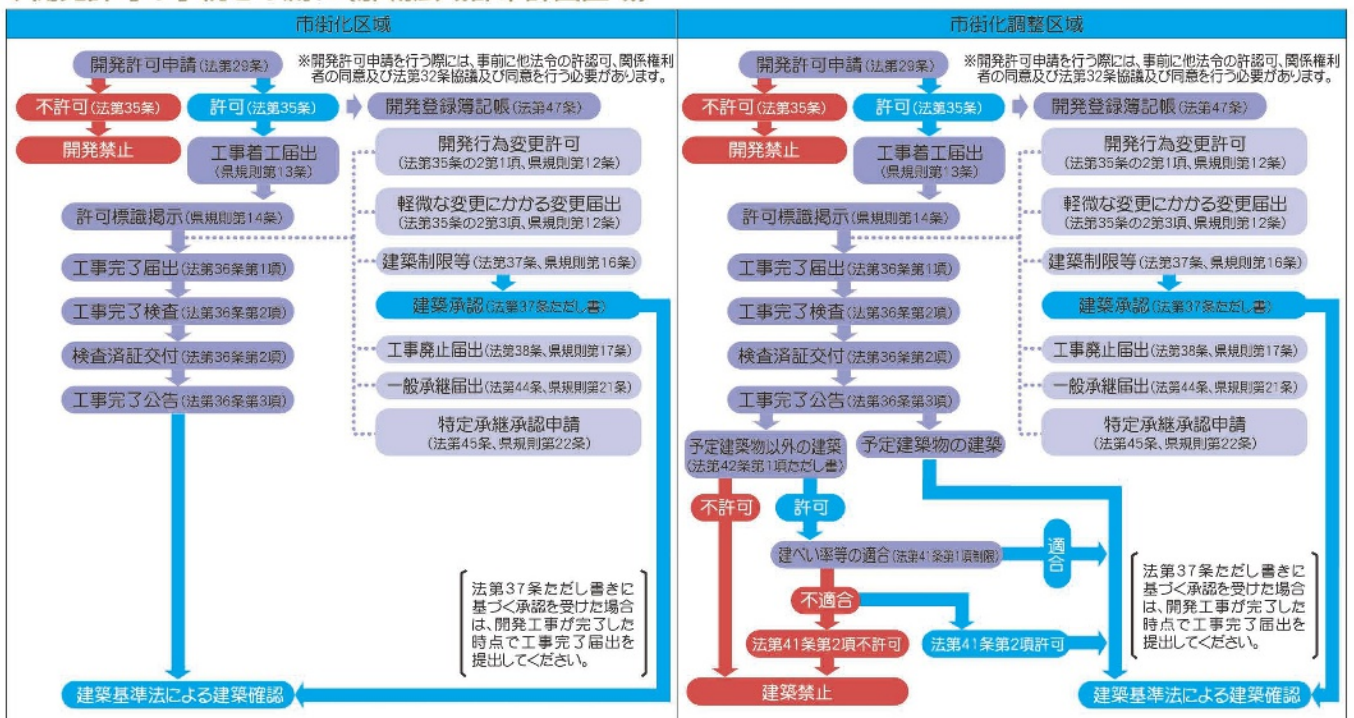 市街化区域
開発許可申請(法第29条)
※開発許可申請を行う際には、事前に他法令の許認可、関係権利
者の同意及び法第32条協議及び同意を行う必要があります。
不許可(法第35条)
許可(法第35条)
開発登録簿記帳(法第47条)
開発禁止
工事着工届出
(県規則第13条)
開発行為変更許可
(法第35条の2第1項、県規則第12条)
許可標識掲示(県規則第14条)
軽微な変更にかかる変更届出
(法第35条の2第3項、県規則第12条)
工事完了届出(法第36条第1項)
建築制限等(法第37条、県規則第16条)
工事完了検査(法第36条第2項)
建築承認(法第37条ただし書)
検査済証交付(法第36条第2項)
工事廃止届出(法第38条、県規則第17条)
工事完了公告(法第36条第3項)
一般承継届出(法第44条、県規則第21条)
特定承継承認申請
(法第45条、県規則第22条)
法第37条ただし書きに
基づく承認を受けた場合
は、開発工事が完了した
時点で工事完了届出を
提出してください。
建築基準法による建築確認
市街化調整区域
開発許可申請(法第29条)
※開発許可申請を行う際には、事前に他法令の許認可、関係権利
者の同意及び法第32条協議及び同意を行う必要があります。
不許可(法第35条)
許可(法第35条)
開発登録簿記帳(法第47条)
開発禁止
工事着工届出
(県規則第13条)
開発行為変更許可
(法第35条の2第1項、県規則第12条)
許可標識掲示(県規則第14条)
軽微な変更にかかる変更届出
(法第35条の2第3項、県規則第12条)
工事完了届出(法第36条第1項)
建築制限等(法第37条、県規則第16条)
工事完了検査(法第36条第2項)
建築承認(法第37条ただし書)
検査済証交付(法第36条第2項)
工事廃止届出(法第38条、県規則第17条)
工事完了公告(法第36条第3項)
一般承継届出(法第44条、県規則第21条)
特定承継承認申請
(法第45条、県規則第22条)
予定建築物以外の建築
(法第42条第1項ただし書)
予定建築物の建築
不許可
許可
建ぺい率等の適合(法第41条第1項制限)
適合
不適合
法第41条第2項不許可
法第41条第2項許可
法第37条ただし書きに
基づく承認を受けた場合
は、開発工事が完了した
時点で工事完了届出を
提出してください。
建築禁止
建築基準法による建築確認